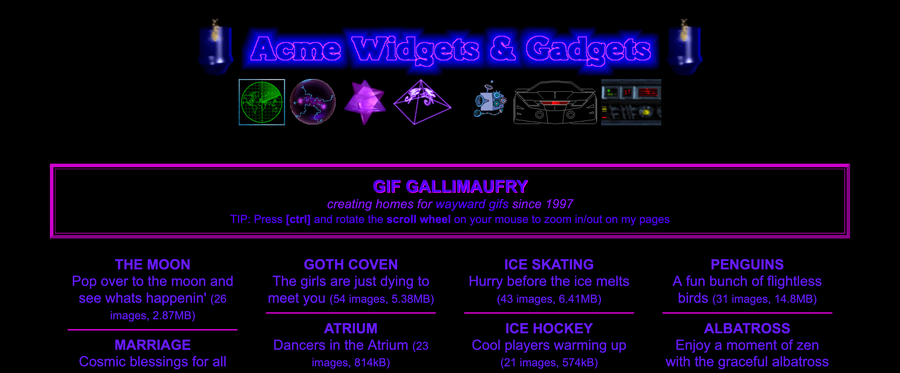 Acme Widgets & Gadgets
GIF GALLIMAUFRY
creating homes for wayward gifs since 1997
TIP: Press [ctrl] and rotate the scroll wheel on your mouse to zoom in/out on my pages
THE MOON
Pop over to the moon and
see whats happenin' (26
images, 2.87MB)
MARRIAGE
Cosmic blessings for all
GOTH COVEN
The girls are just dying to
meet you (54 images, 5.38MB)
ATRIUM
Dancers in the Atrium (23
images, 814kB)
ICE SKATING
Hurry before the ice melts
(43 images, 6.41MB)
ICE HOCKEY
Cool players warming up
(21 images, 574kB)
PENGUINS
A fun bunch of flightless
birds (31 images, 14.8MB)
ALBATROSS
Enjoy a moment of zen
with the graceful albatross